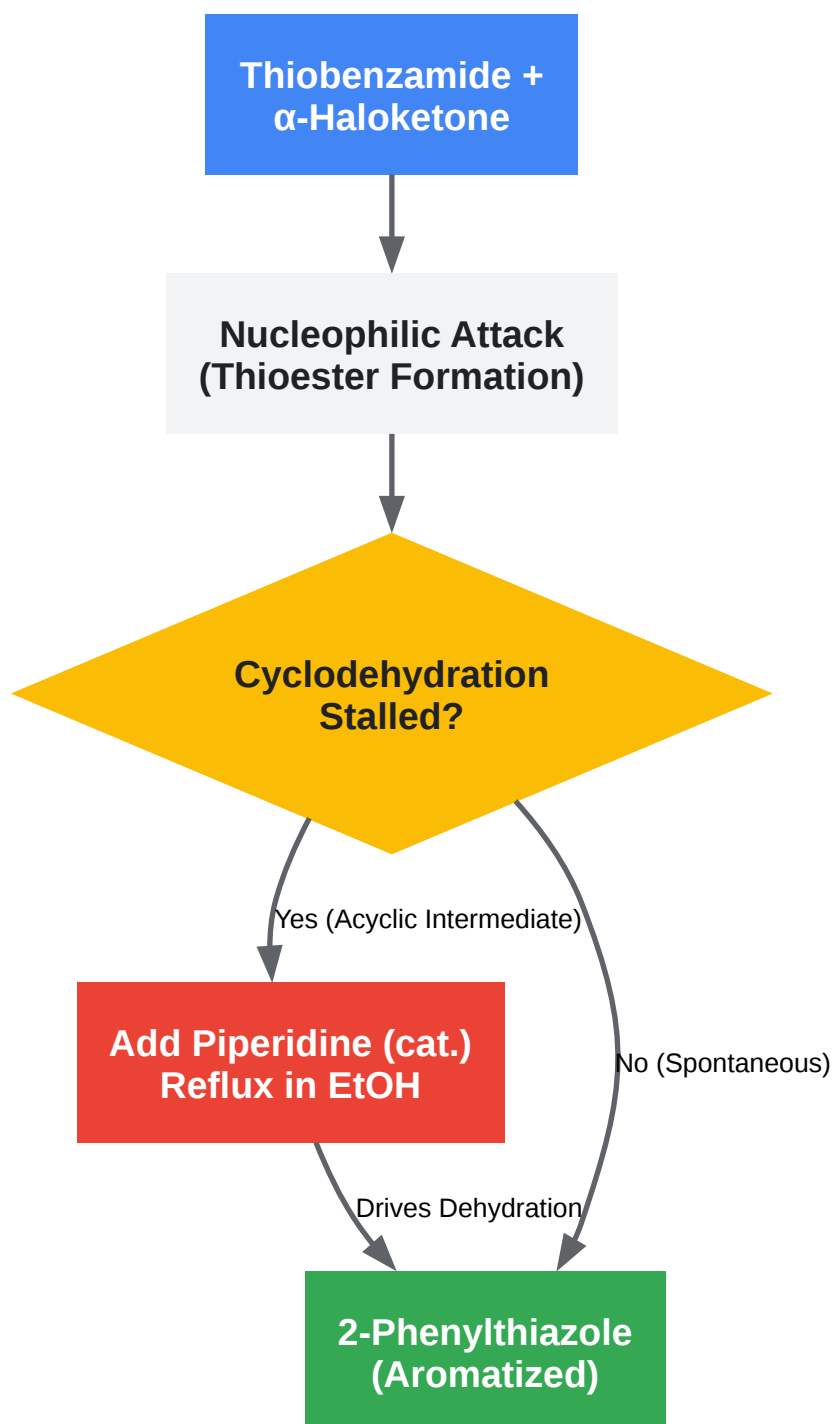 Thiobenzamide +
α-Haloketone
Nucleophilic Attack
(Thioester Formation)
Cyclodehydration
Stalled?
Yes (Acyclic Intermediate)
Add Piperidine (cat.)
Reflux in EtOH
No (Spontaneous)
Drives Dehydration
2-Phenylthiazole
(Aromatized)